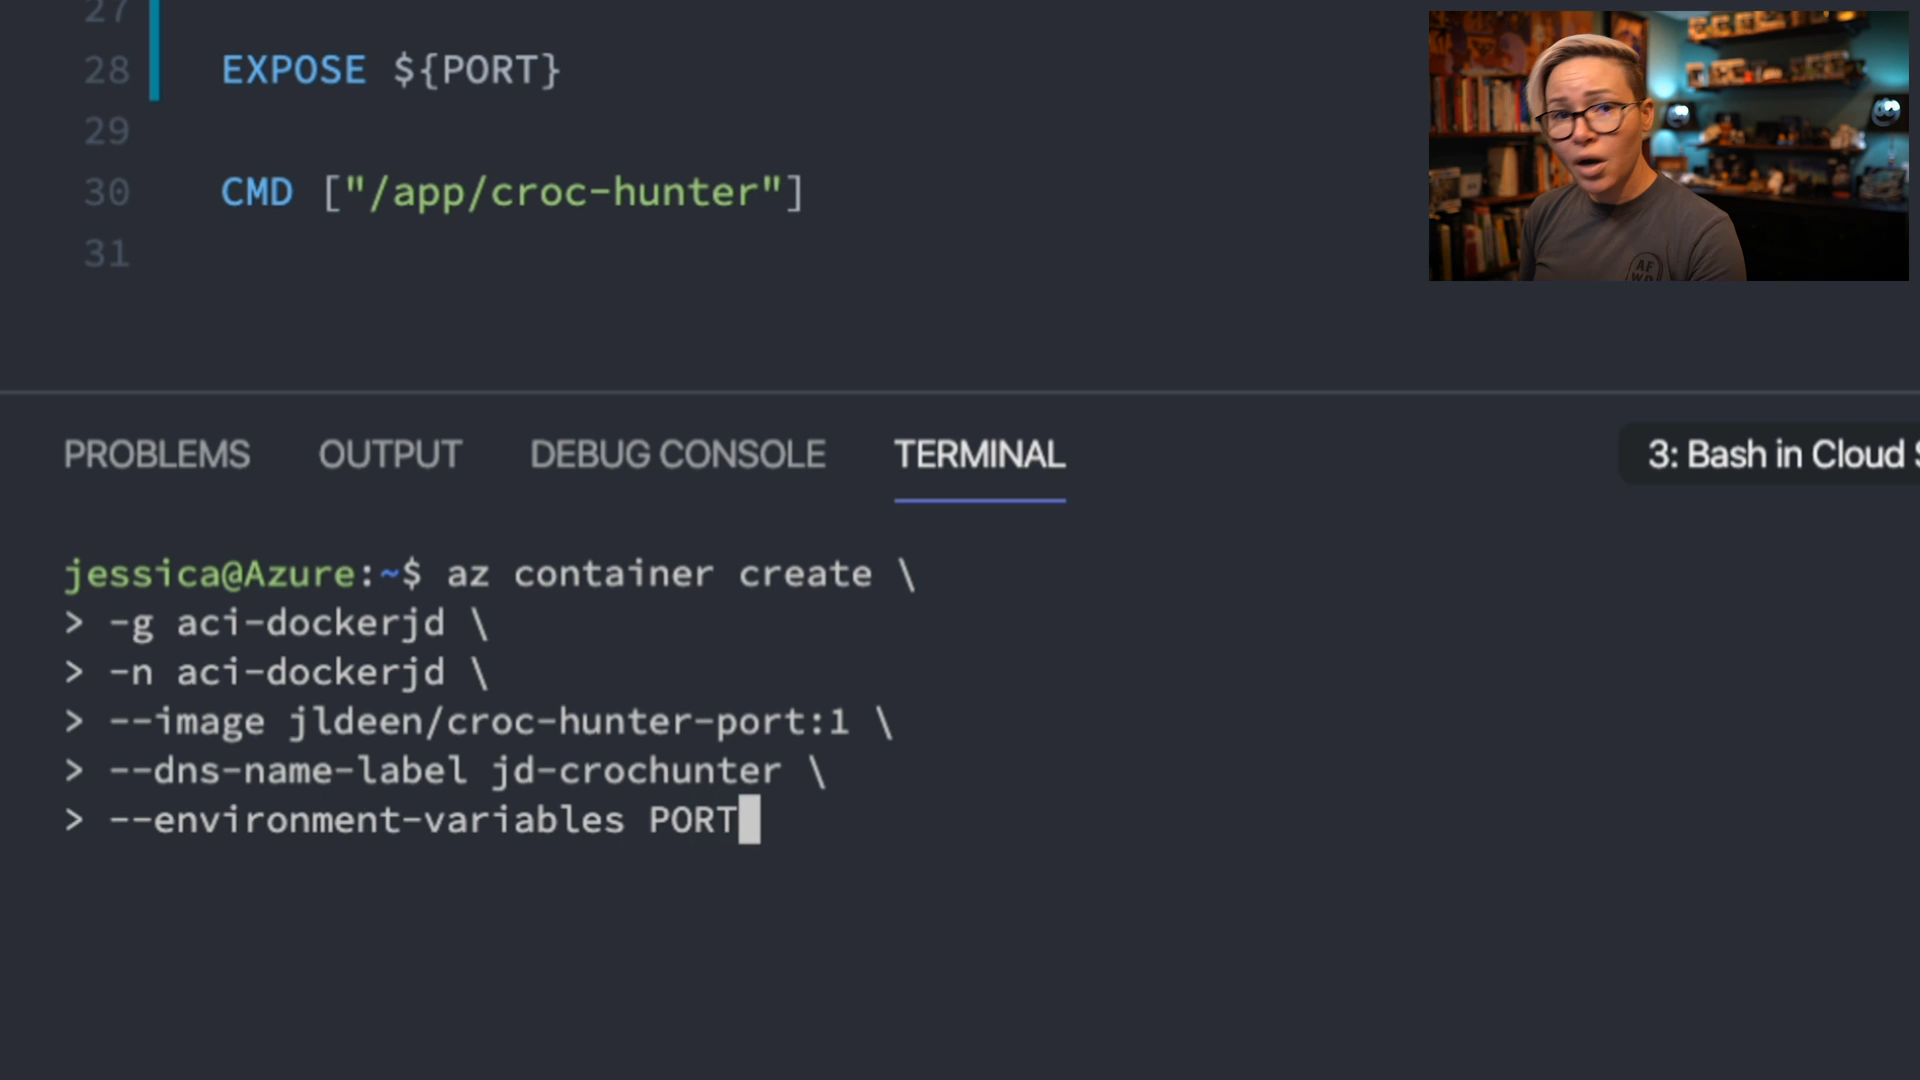 27
28 EXPOSE ${PORT}
29
30 CMD ["/app/croc-hunter"]
31
AF
WD
PROBLEMS OUTPUT DEBUG CONSOLE TERMINAL 3: Bash in Cloud S
jessica@Azure:~$ az container create \
> -g aci-dockerjd \
> -n aci-dockerjd \
> --image jldeen/croc-hunter-port:1 \
> --dns-name-label jd-crochunter \
> --environment-variables PORT